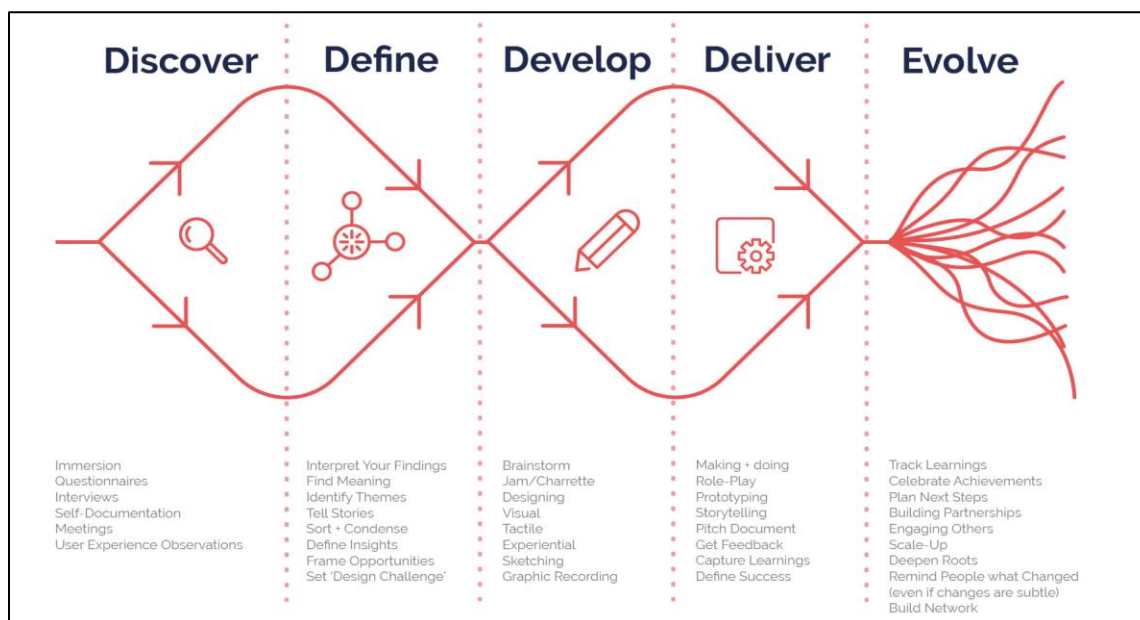 Discover
Define
Develop
Deliver
Evolve
Immersion
Questionnaires
Interviews
Self-Documentation
Meetings
User Experience Observations
Interpret Your Findings
Find Meaning
Identify Themes
Tell Stories
Sort + Condense
Define Insights
Frame Opportunities
Set 'Design Challenge'
Brainstorm
Jam/Charrette
Designing
Visual
Tactile
Experiential
Sketching
Graphic Recording
Making + doing
Role-Play
Prototyping
Storytelling
Pitch Document
Get Feedback
Capture Learnings
Define Success
Track Learnings
Celebrate Achievements
Plan Next Steps
Building Partnerships
Engaging Others
Scale-Up
Deepen Roots
Remind People what Changed
(even if changes are subtle)
Build Network